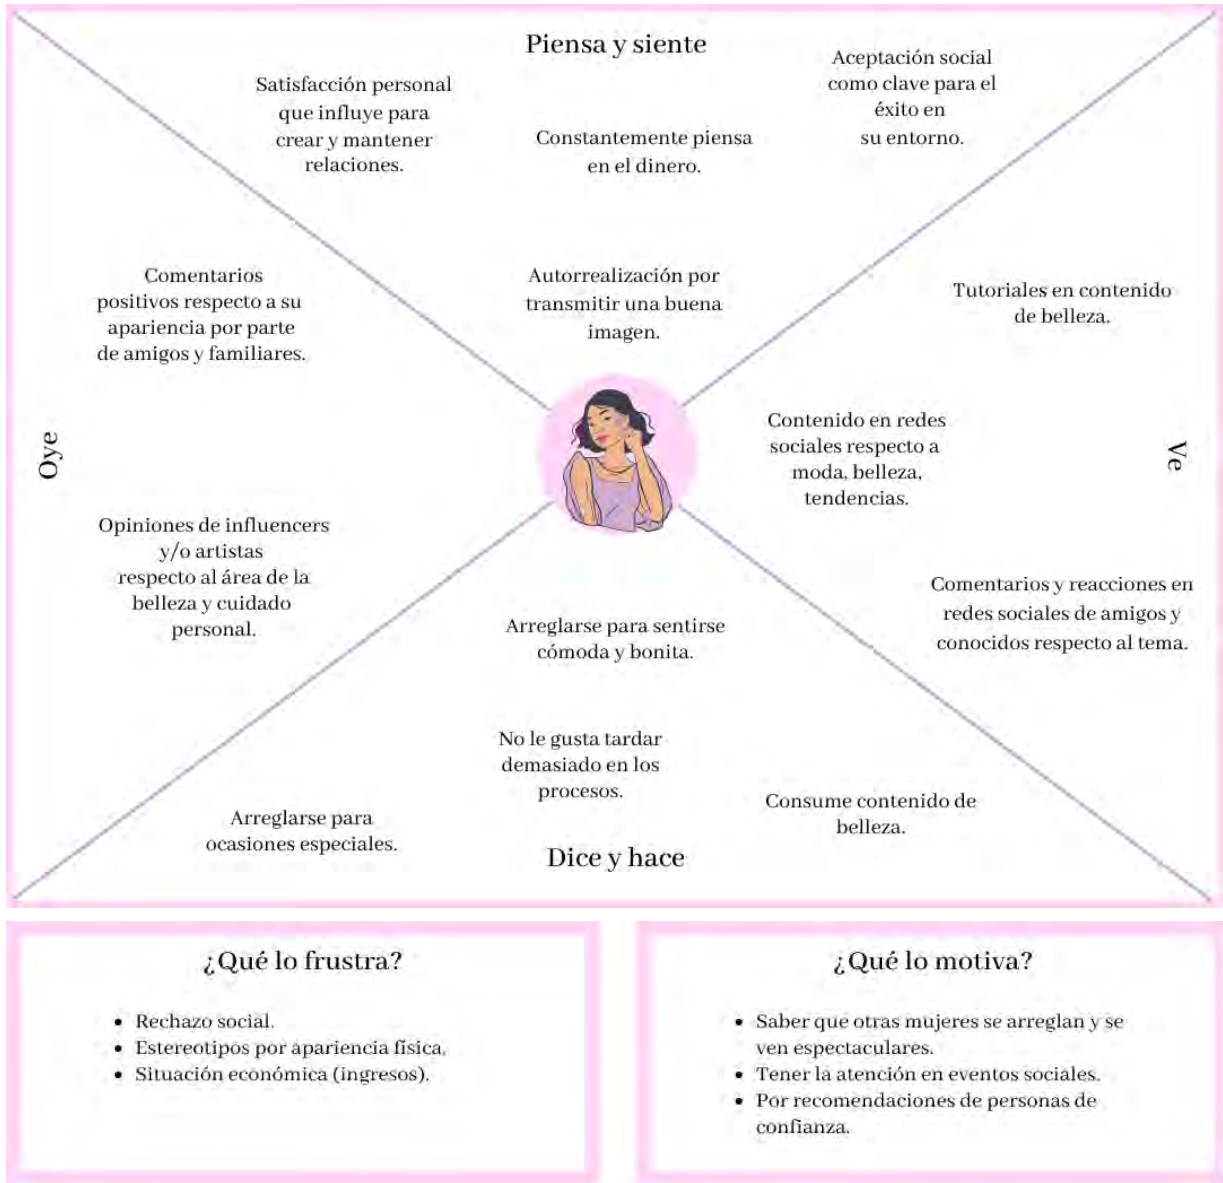 Piensa y siente
Satisfacción personal
que influye para
crear y mantener
relaciones.
Constantemente piensa
en el dinero.
Aceptación social
como clave para el
éxito en
su entorno.
Autorrealización por
transmitir una buena
imagen.
Oye
Comentarios
positivos respecto a su
apariencia por parte
de amigos y familiares.
Opiniones de influencers
y/o artistas
respecto al área de la
belleza y cuidado
personal.
Ve
Tutoriales en contenido
de belleza.
Contenido en redes
sociales respecto a
moda, belleza,
tendencias.
Comentarios y reacciones en
redes sociales de amigos y
conocidos respecto al tema.
Arreglarse para sentirse
cómoda y bonita.
No le gusta tardar
demasiado en los
procesos.
Arreglarse para
ocasiones especiales.
Consume contenido de
belleza.
Dice y hace
¿Qué lo frustra?
• Rechazo social.
• Estereotipos por apariencia física.
• Situación económica (ingresos).
¿Qué lo motiva?
• Saber que otras mujeres se arreglan y se
ven espectaculares.
• Tener la atención en eventos sociales.
• Por recomendaciones de personas de
confianza.